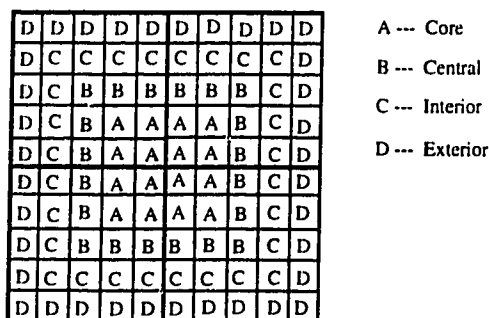 D D D D D D D D D D
D C C C C C C C C D
D C B B B B B B C D
D C B A A A A B C D
D C B A A A A B C D
D C B A A A A B C D
D C B A A A A B C D
D C B B B B B B C D
D C C C C C C C C D
D D D D D D D D D D
A --- Core
B --- Central
C --- Interior
D --- Exterior